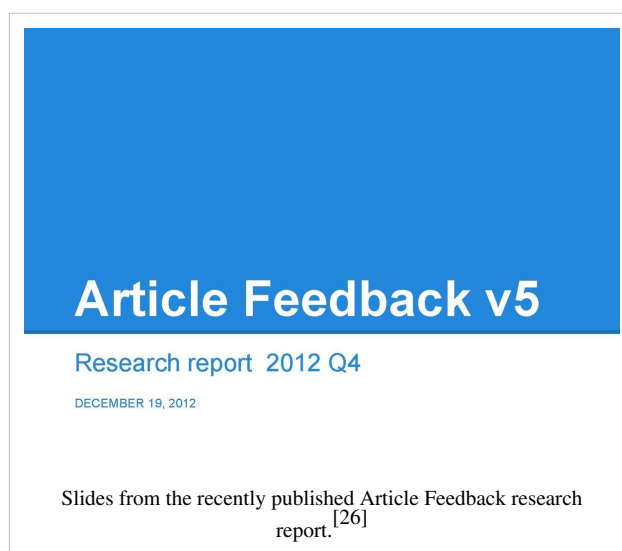 Article Feedback v5
Research report 2012 Q4
DECEMBER 19, 2012
Slides from the recently published Article Feedback research
report.[26]